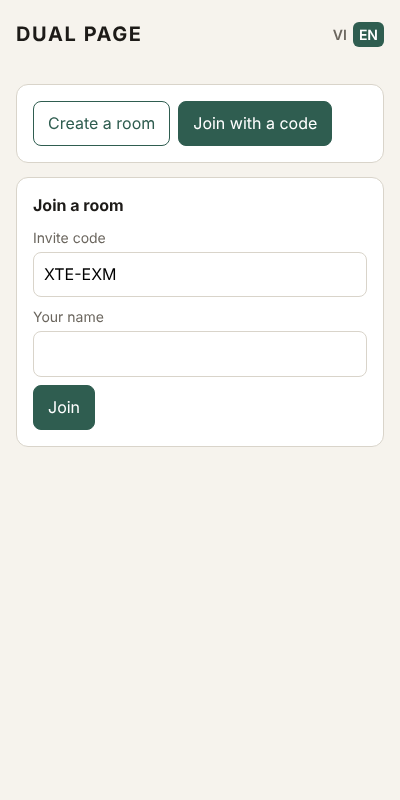 DUAL PAGE
VI EN
Create a room Join with a code
Join a room
Invite code
XTE-EXM
Your name
Join